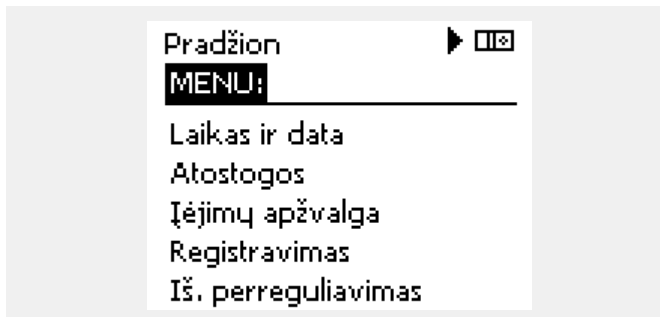 Pradžion
MENU:
Laikas ir data
Atostogos
Įėjimų apžvalga
Registravimas
Iš. perreguliavimas